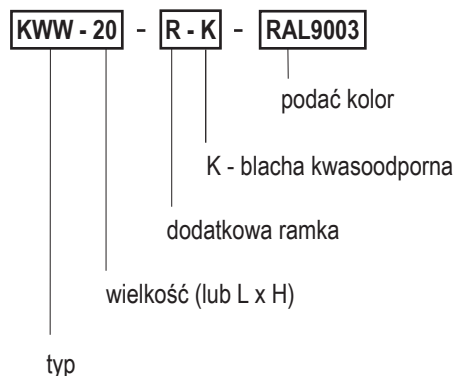 KWW - 20 - R - K - RAL9003
podać kolor
K - blacha kwasoodporna
dodatkowa ramka
wielkość (lub L x H)
typ